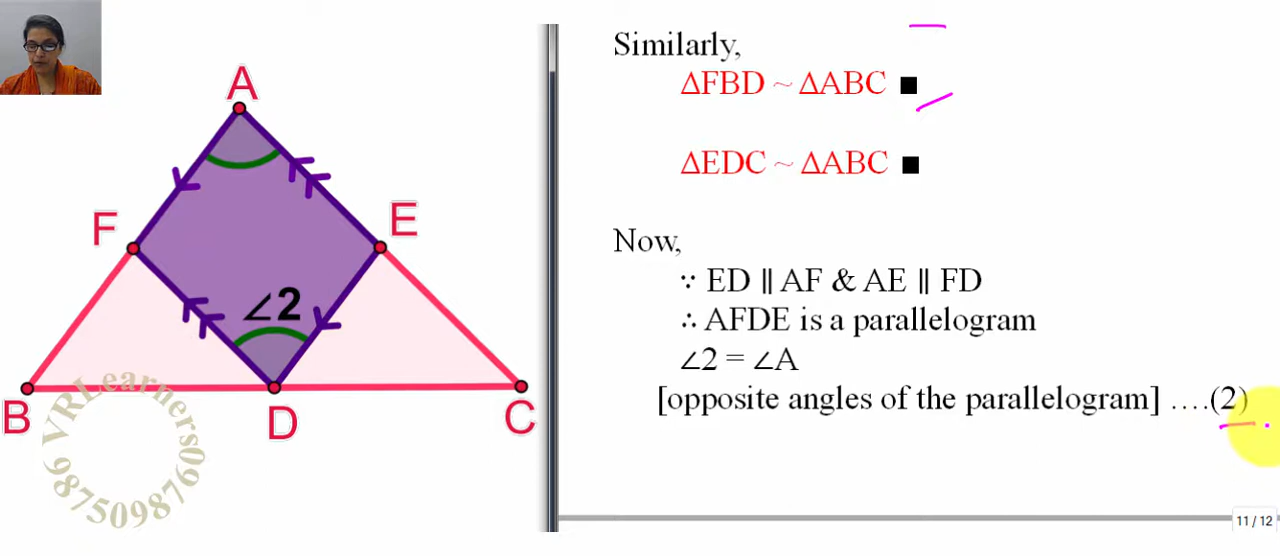 A
F
E
∠2
B
D
C
VRLearners0
9875098760
Similarly,
ΔFBD ~ ΔABC ■
ΔEDC ~ ΔABC ■
Now,
∵ ED ∥ AF & AE ∥ FD
∴ AFDE is a parallelogram
∠2 = ∠A
[opposite angles of the parallelogram] ….(2)
11 / 12